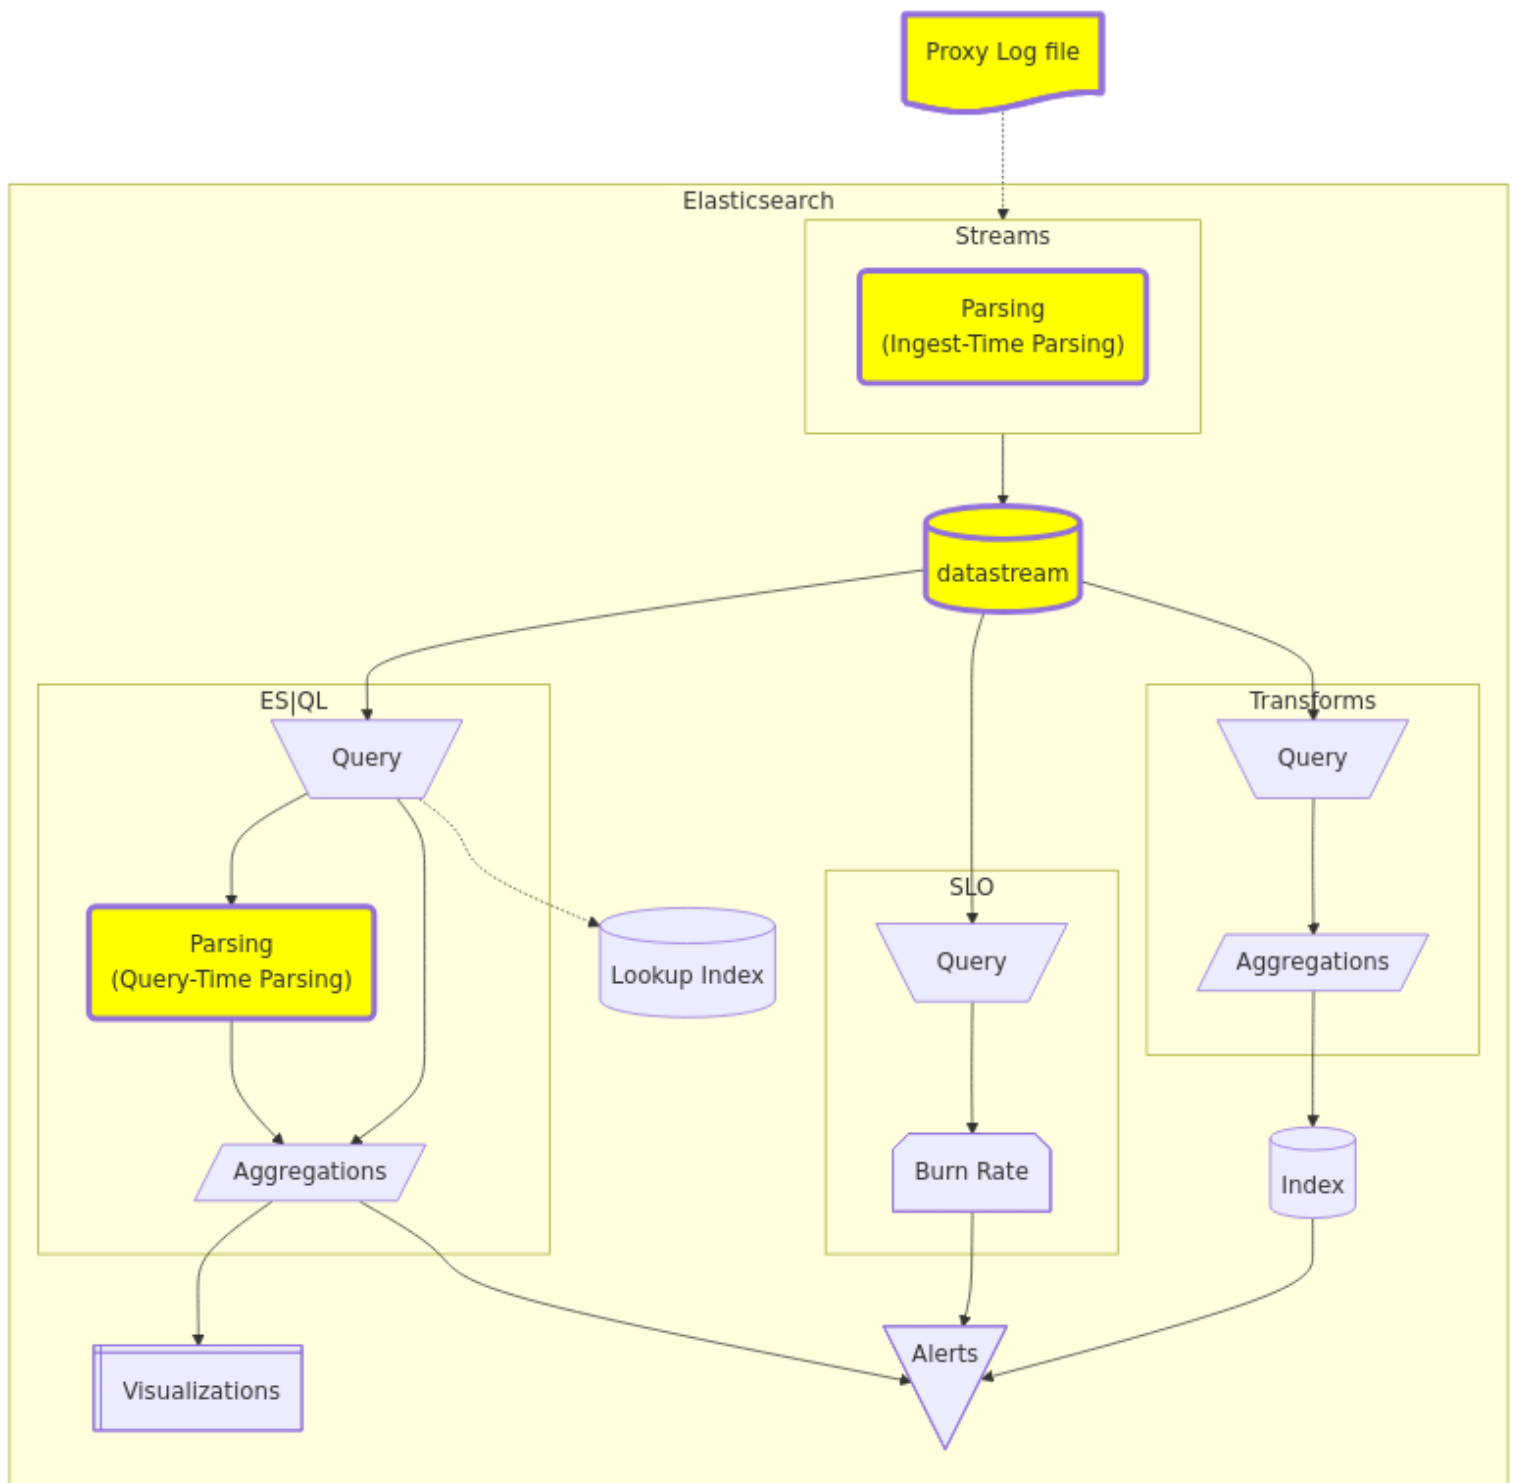 Proxy Log file
Elasticsearch
Streams
Parsing
(Ingest-Time Parsing)
datastream
ES|QL
Transforms
Query
Query
SLO
Parsing
(Query-Time Parsing)
Lookup Index
Query
Aggregations
Aggregations
Burn Rate
Index
Alerts
Visualizations